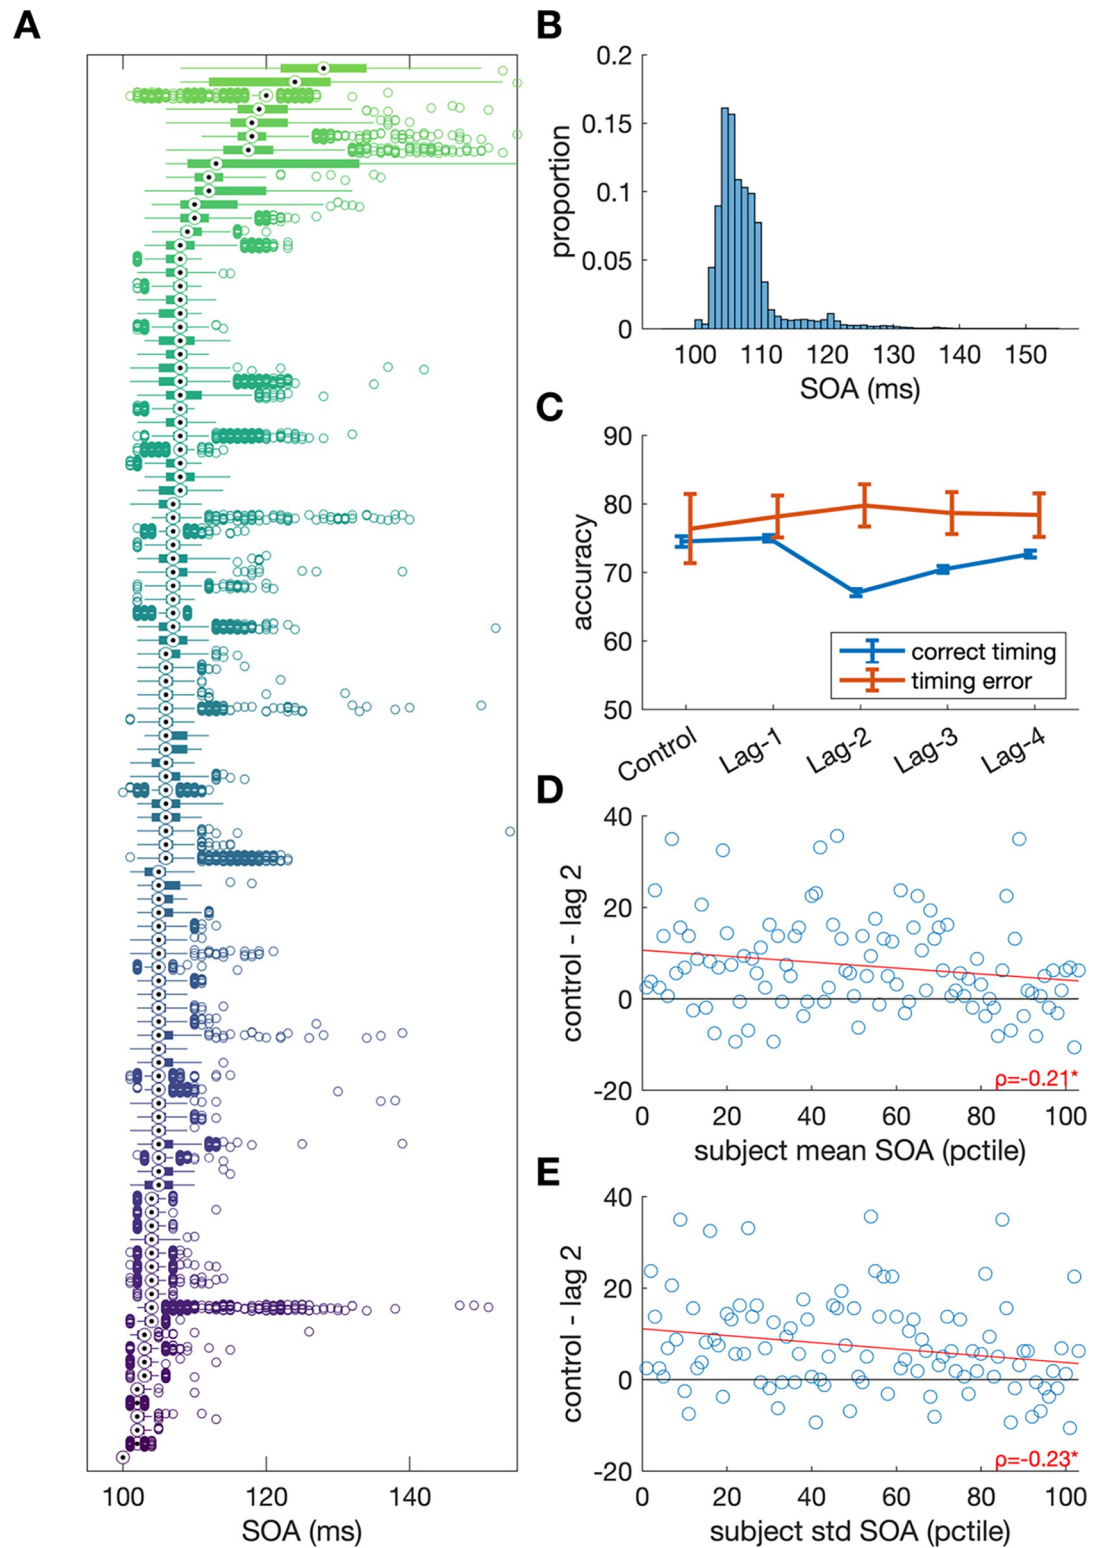 A
100
120
140
SOA (ms)
B
0.2
0.15
0.1
0.05
0
proportion
100 110 120 130 140 150
SOA (ms)
C
90
80
70
60
50
accuracy
correct timing
timing error
Control Lag-1 Lag-2 Lag-3 Lag-4
D
40
20
0
-20
control - lag 2
ρ=-0.21*
0 20 40 60 80 100
subject mean SOA (pctile)
E
40
20
0
-20
control - lag 2
ρ=-0.23*
0 20 40 60 80 100
subject std SOA (pctile)